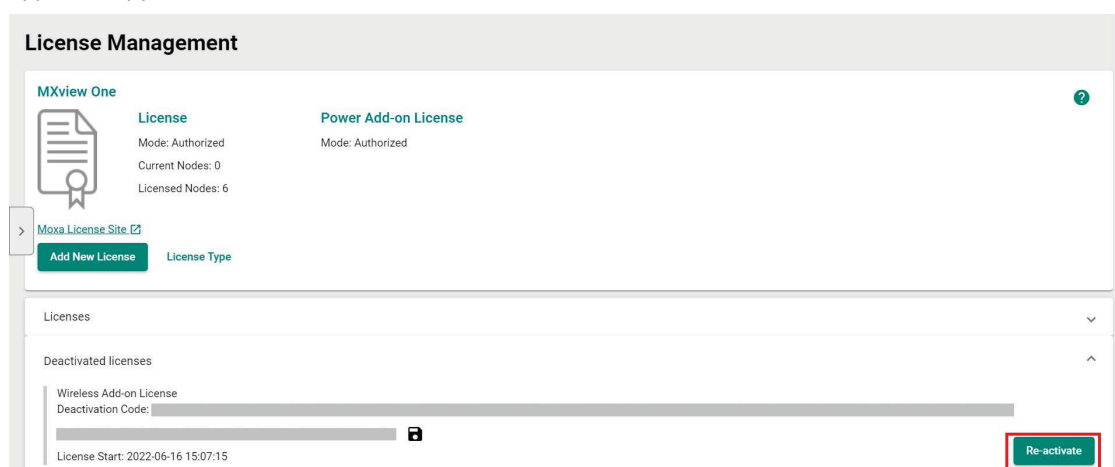 License Management
MXview One
License
Power Add-on License
Mode: Authorized
Mode: Authorized
Current Nodes: 0
Licensed Nodes: 6
Moxa License Site
Add New License
License Type
Licenses
Deactivated licenses
Wireless Add-on License
Deactivation Code:
License Start: 2022-06-16 15:07:15
Re-activate